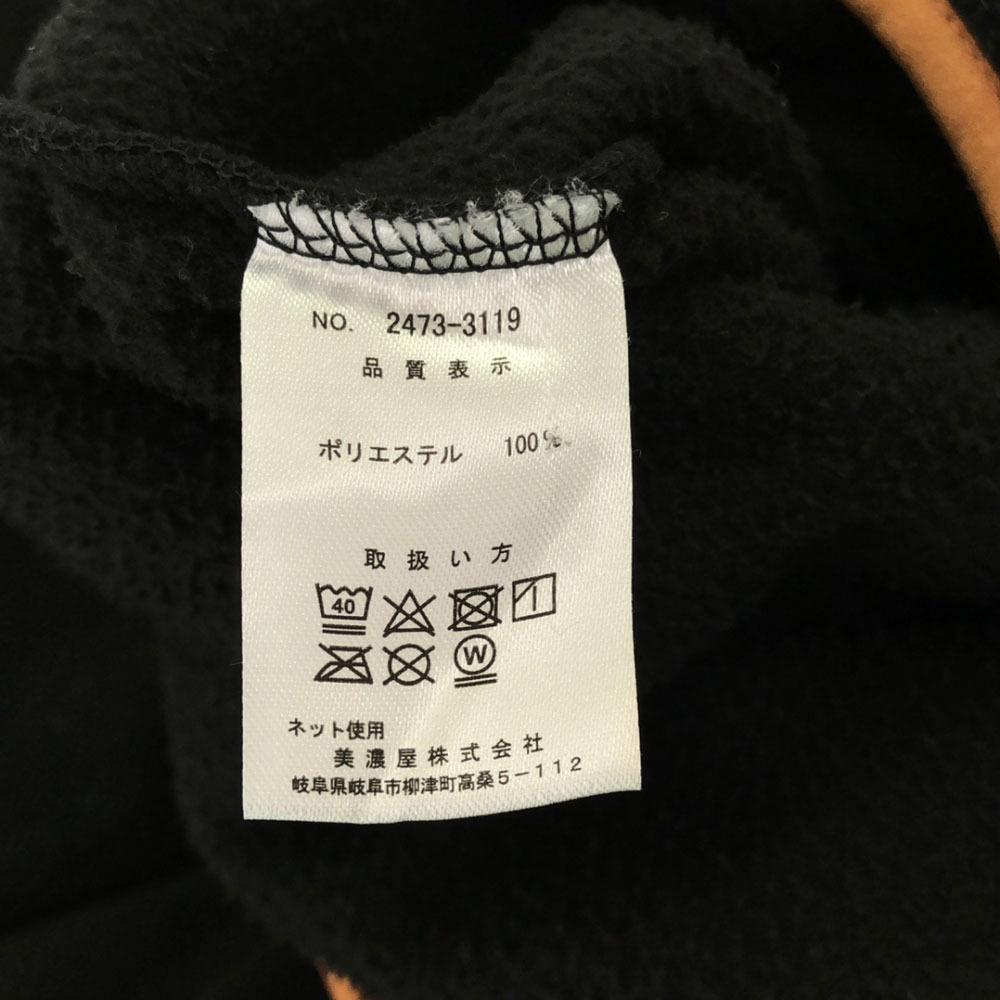 NO. 2473-3119
品質表示
ポリエステル 100%
取扱い方
40
W
ネット使用
美濃屋株式会社
岐阜県岐阜市柳津町高桑5-112